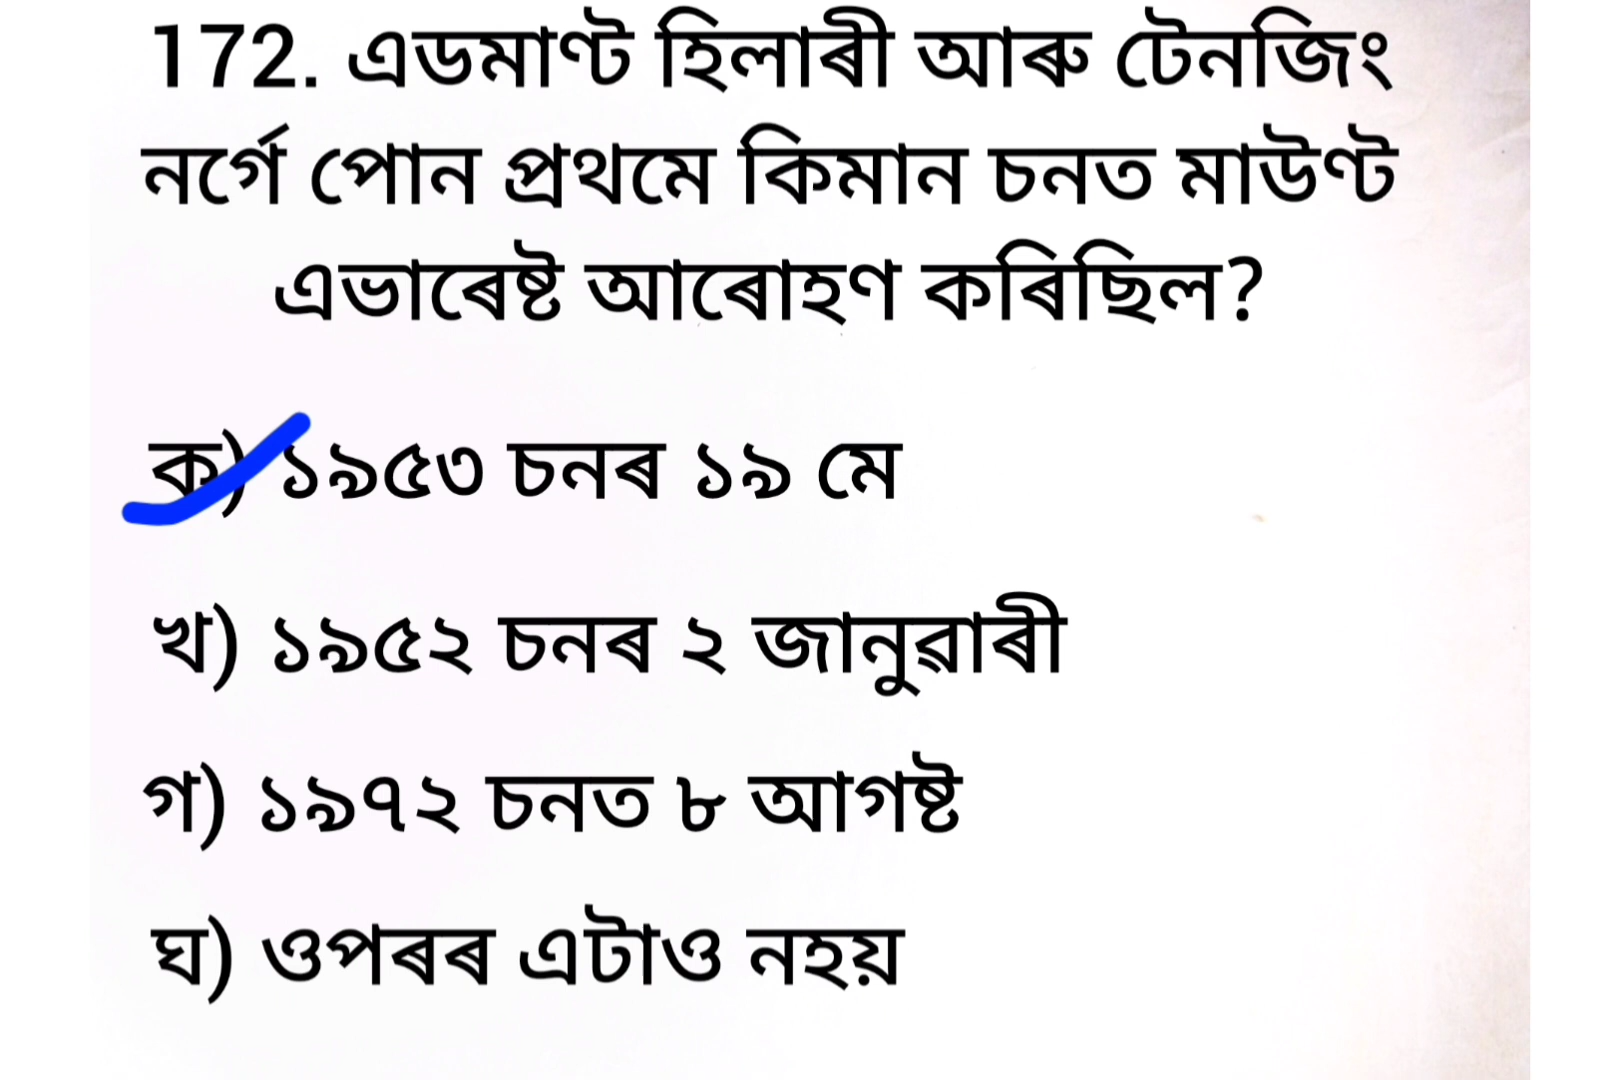 172. এডমাণ্ট হিলাৰী আৰু টেনজিং
নৰ্গে পোন প্ৰথমে কিমান চনত মাউণ্ট
এভাৰেষ্ট আৰোহণ কৰিছিল?
ক) ১৯৫৩ চনৰ ১৯ মে
খ) ১৯৫২ চনৰ ২ জানুৱাৰী
গ) ১৯৭২ চনত ৮ আগষ্ট
ঘ) ওপৰৰ এটাও নহয়